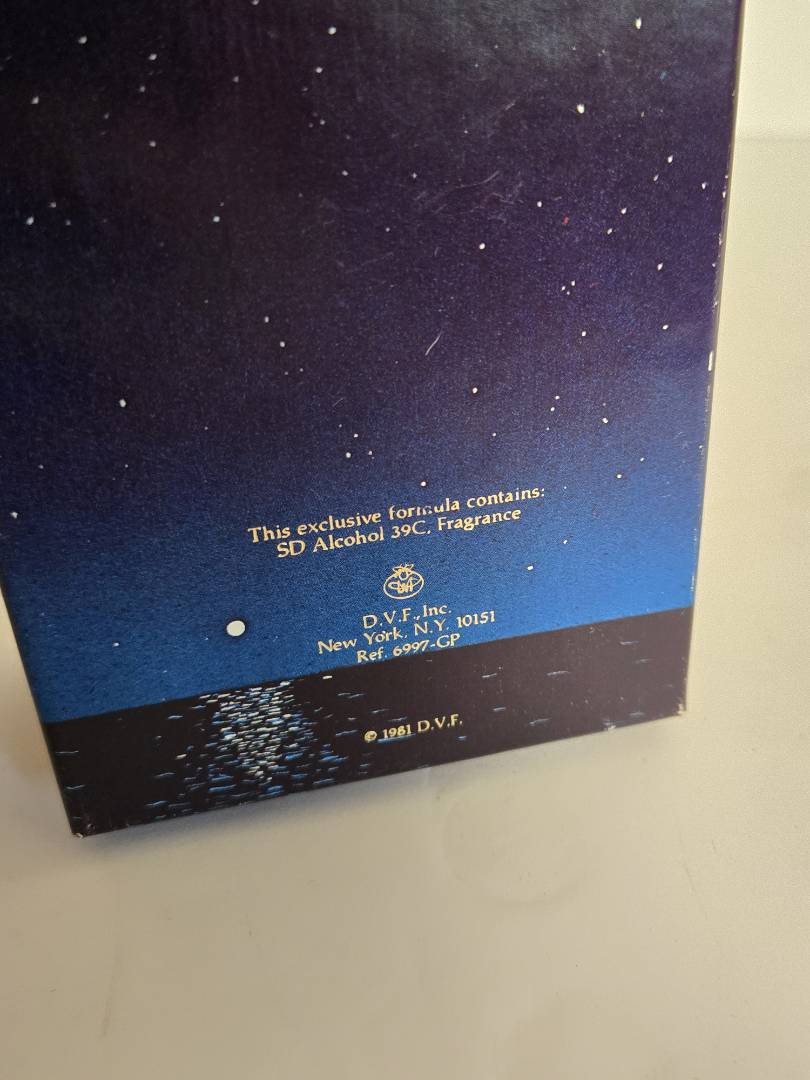 This exclusive formula contains:
SD Alcohol 39C, Fragrance
D.V.F., Inc.
New York, N.Y. 10151
Ref. 6997-GP
© 1981 D.V.F.